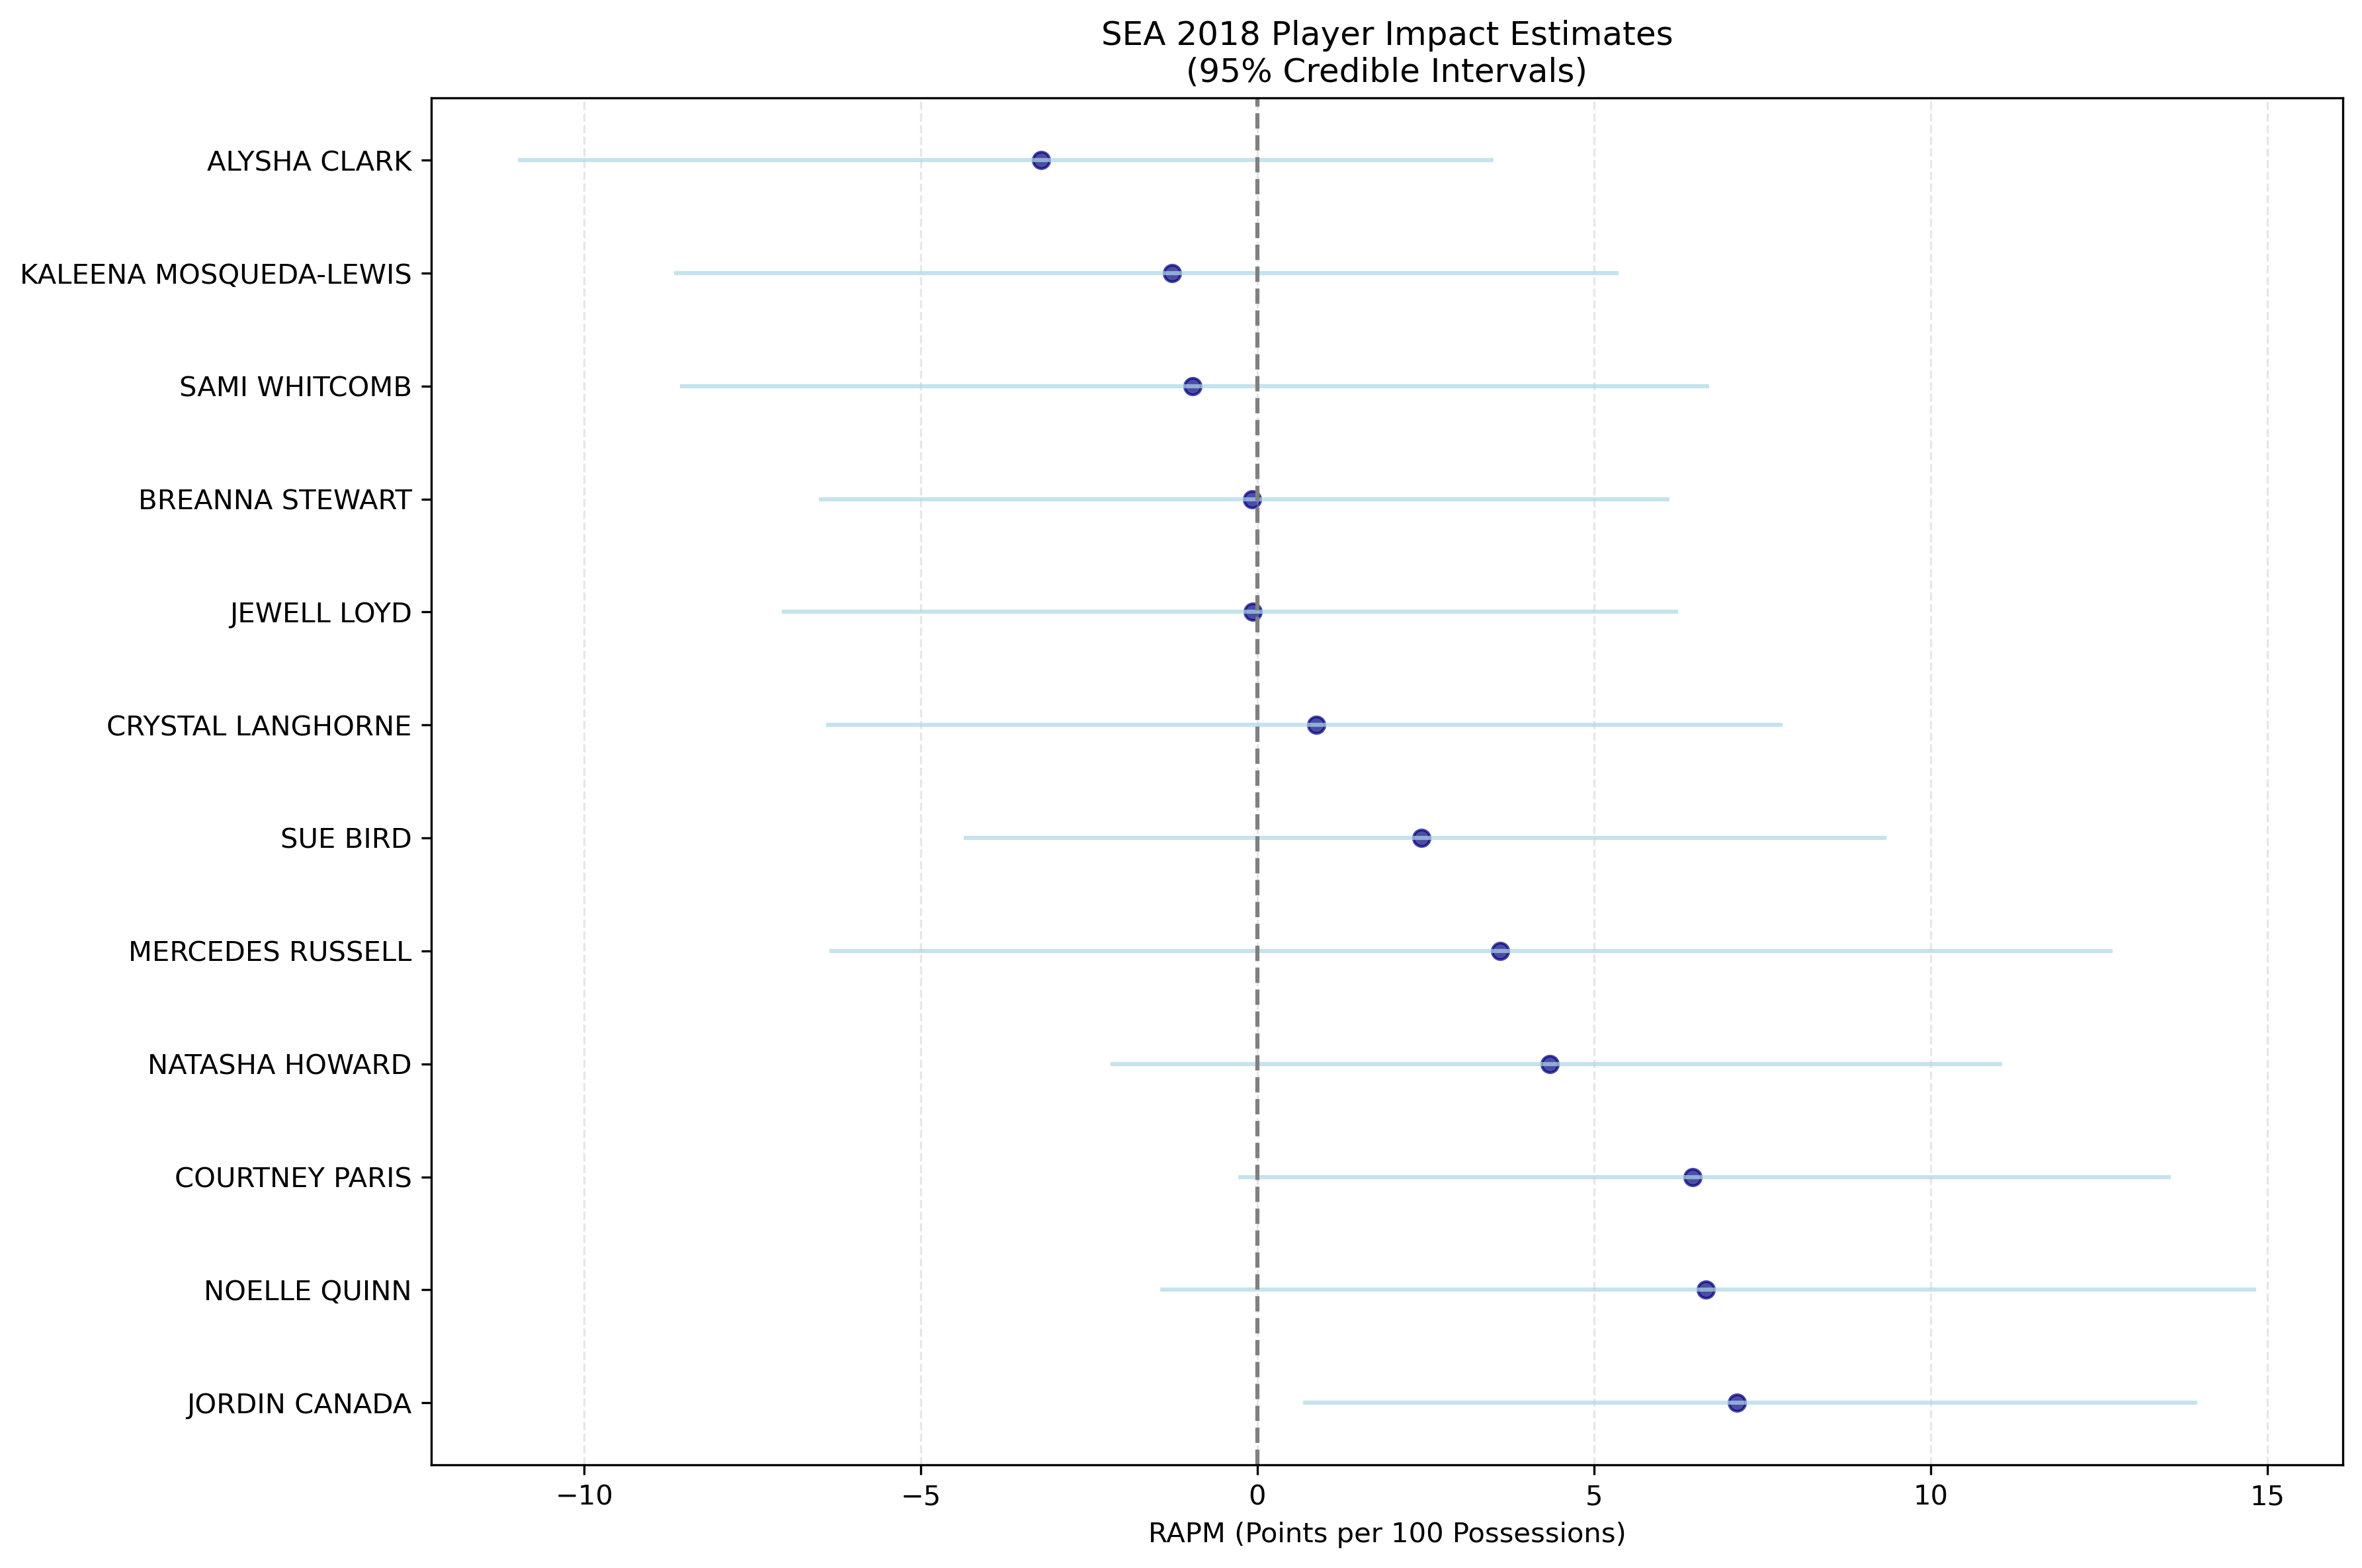 SEA 2018 Player Impact Estimates
(95% Credible Intervals)
ALYSHA CLARK
KALEENA MOSQUEDA-LEWIS
SAMI WHITCOMB
BREANNA STEWART
JEWELL LOYD
CRYSTAL LANGHORNE
SUE BIRD
MERCEDES RUSSELL
NATASHA HOWARD
COURTNEY PARIS
NOELLE QUINN
JORDIN CANADA
−10 −5 0 5 10 15
RAPM (Points per 100 Possessions)